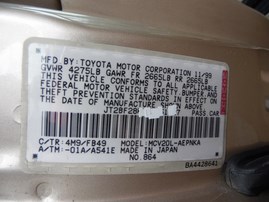 MFD. BY TOYOTA MOTOR CORPORATION 11/99
GVWR 4275LB GAWR FR 2665LB RR 2665LB
THIS VEHICLE CONFORMS TO ALL APPLICABLE
FEDERAL MOTOR VEHICLE SAFETY, BUMPER AND
THEFT PREVENTION STANDARDS IN EFFECT ON
THE DATE OF MANUFACTURE SHOWN ABOVE.
JT2BF28 PASS. CAR
C/TR: 4M9/FB49 MODEL: MCV20L-AEPNKA
A/TM: -01A/A541E MADE IN JAPAN
NO.864
BA4428641